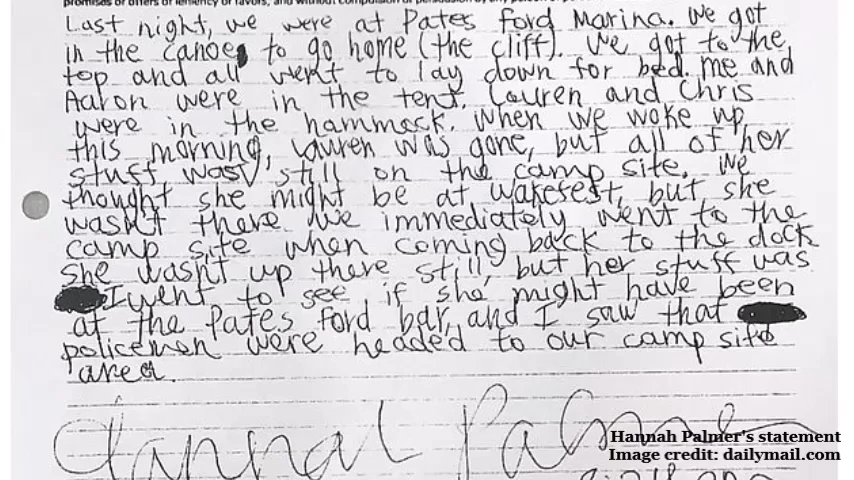 promises or offers of leniency or favors, and without compulsion or persuasion by any person or
Last night, we were at Pates Ford Marina. We got
in the canoe to go home (the cliff). We got to the
top and all went to lay down for bed. Me and
Aaron were in the tent. Lauren and Chris
were in the hammock. When we woke up
this morning, Lauren was gone, but all of her
stuff was still on the camp site. We
thought she might be at wakefest, but she
wasn't there. We immediately went to the
camp site when coming back to the dock
she wasn't up there still, but her stuff was
I went to see if she might have been
at the Pates Ford bar, and I saw that
policemen were headed to our camp site
area.
Hannah Palmer
Hannah Palmer's statement
Image credit: dailymail.com